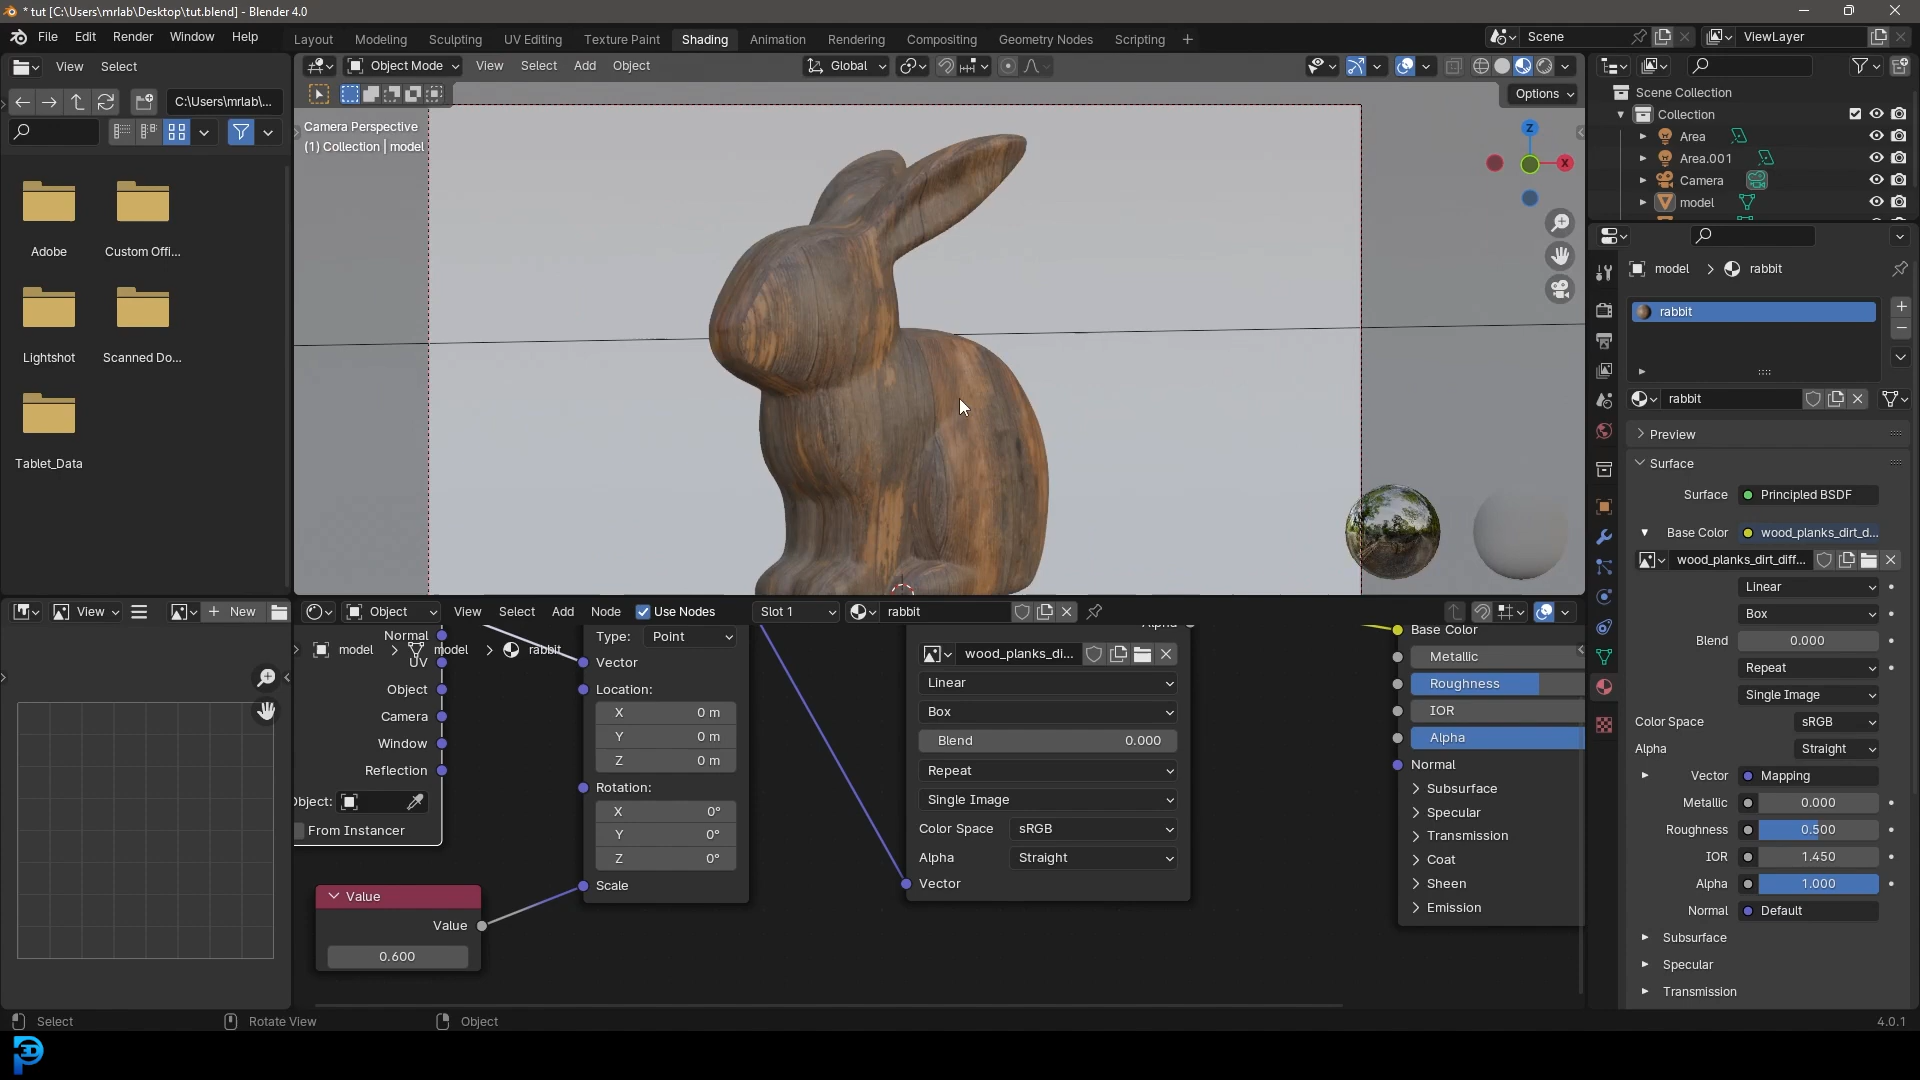 * tut [C:\Users\mrlab\Desktop\tut.blend] - Blender 4.0
File Edit Render Window Help
Layout Modeling Sculpting UV Editing Texture Paint Shading Animation Rendering Compositing Geometry Nodes Scripting
Scene
ViewLayer
View Select
C:\Users\mrlab\...
Adobe
Custom Offi...
Lightshot
Scanned Do...
Tablet_Data
Object Mode View Select Add Object
Global
Options
Camera Perspective
(1) Collection | model
Z
X
Scene Collection
Collection
Area
Area.001
Camera
model
model > rabbit
rabbit
rabbit
Preview
Surface
Surface Principled BSDF
Base Color wood_planks_dirt_d...
wood_planks_dirt_diff...
Linear
Box
Blend 0.000
Repeat
Single Image
Color Space sRGB
Alpha Straight
Vector Mapping
Metallic 0.000
Roughness 0.500
IOR 1.450
Alpha 1.000
Normal Default
Subsurface
Specular
Transmission
View
New
Object View Select Add Node Use Nodes Slot 1 rabbit
model > model > rabbit
Normal
UV
Object
Camera
Window
Reflection
From Instancer
Value
Value
0.600
Type: Point
Vector
Location:
X 0 m
Y 0 m
Z 0 m
Rotation:
X 0°
Y 0°
Z 0°
Scale
wood_planks_di...
Linear
Box
Blend 0.000
Repeat
Single Image
Color Space sRGB
Alpha Straight
Vector
Base Color
Metallic
Roughness
IOR
Alpha
Normal
Subsurface
Specular
Transmission
Coat
Sheen
Emission
Select Rotate View Object
4.0.1